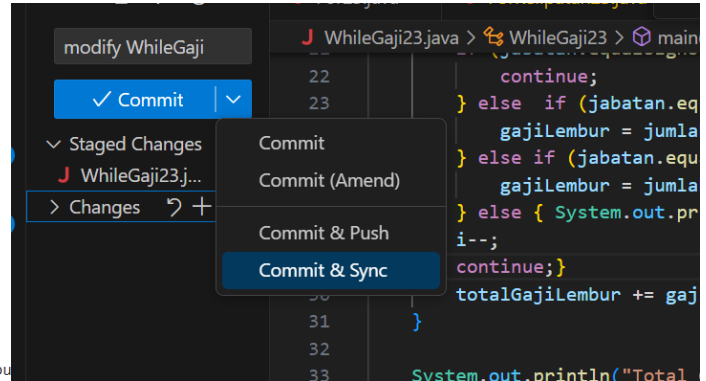 modify WhileGaji
Commit
Staged Changes
WhileGaji23.j...
Changes
Commit
Commit (Amend)
Commit & Push
Commit & Sync
J WhileGaji23.java > WhileGaji23 > main
22 continue;
23 } else if (jabatan.eq
gajiLembur = jumla
} else if (jabatan.equa
gajiLembur = jumla
} else { System.out.pr
i--;
continue;}
totalGajiLembur += gaj
31 }
32
33 System.out.println("Total